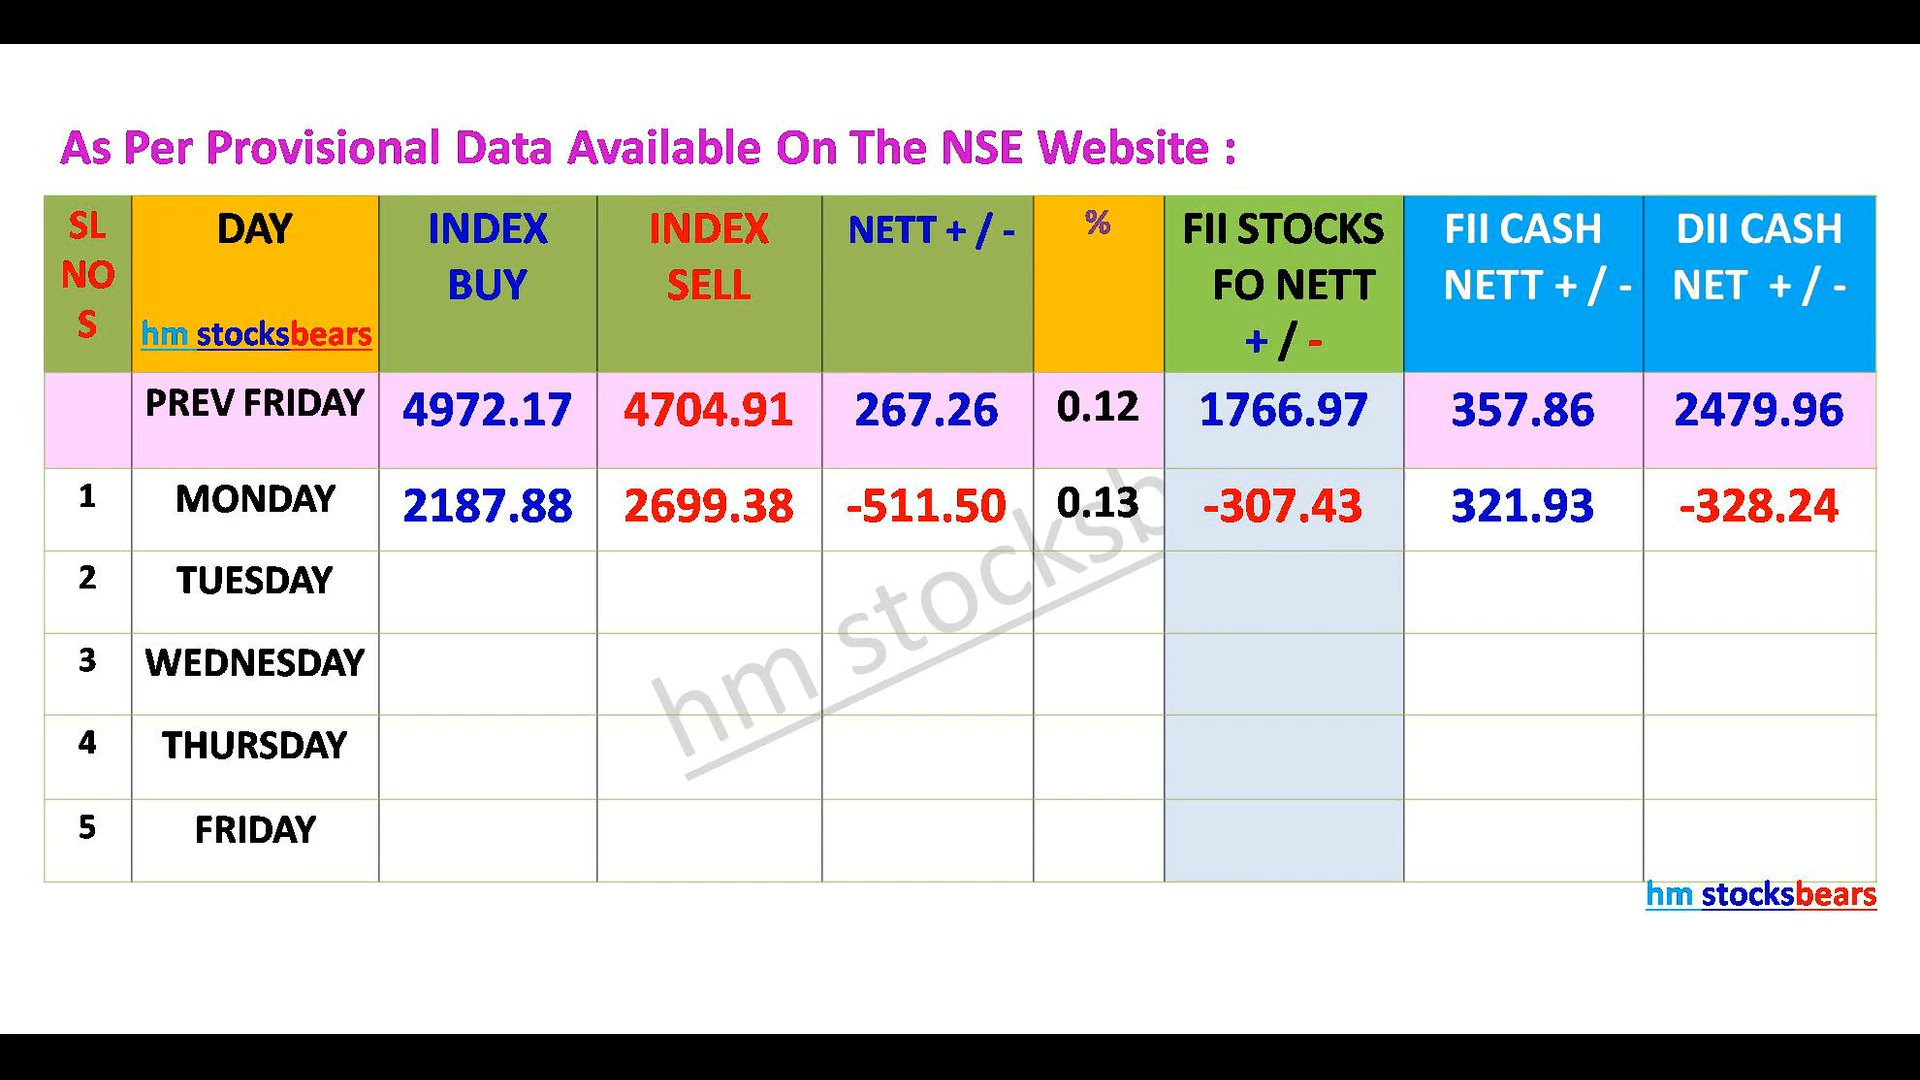 As Per Provisional Data Available On The NSE Website :
SL NO S DAY hm stocksbears INDEX BUY INDEX SELL NETT + / - % FII STOCKS FO NETT + / - FII CASH NETT + / - DII CASH NET + / -
PREV FRIDAY 4972.17 4704.91 267.26 0.12 1766.97 357.86 2479.96
1 MONDAY 2187.88 2699.38 -511.50 0.13 -307.43 321.93 -328.24
2 TUESDAY
3 WEDNESDAY
4 THURSDAY
5 FRIDAY
hm stocksb
hm stocksbears